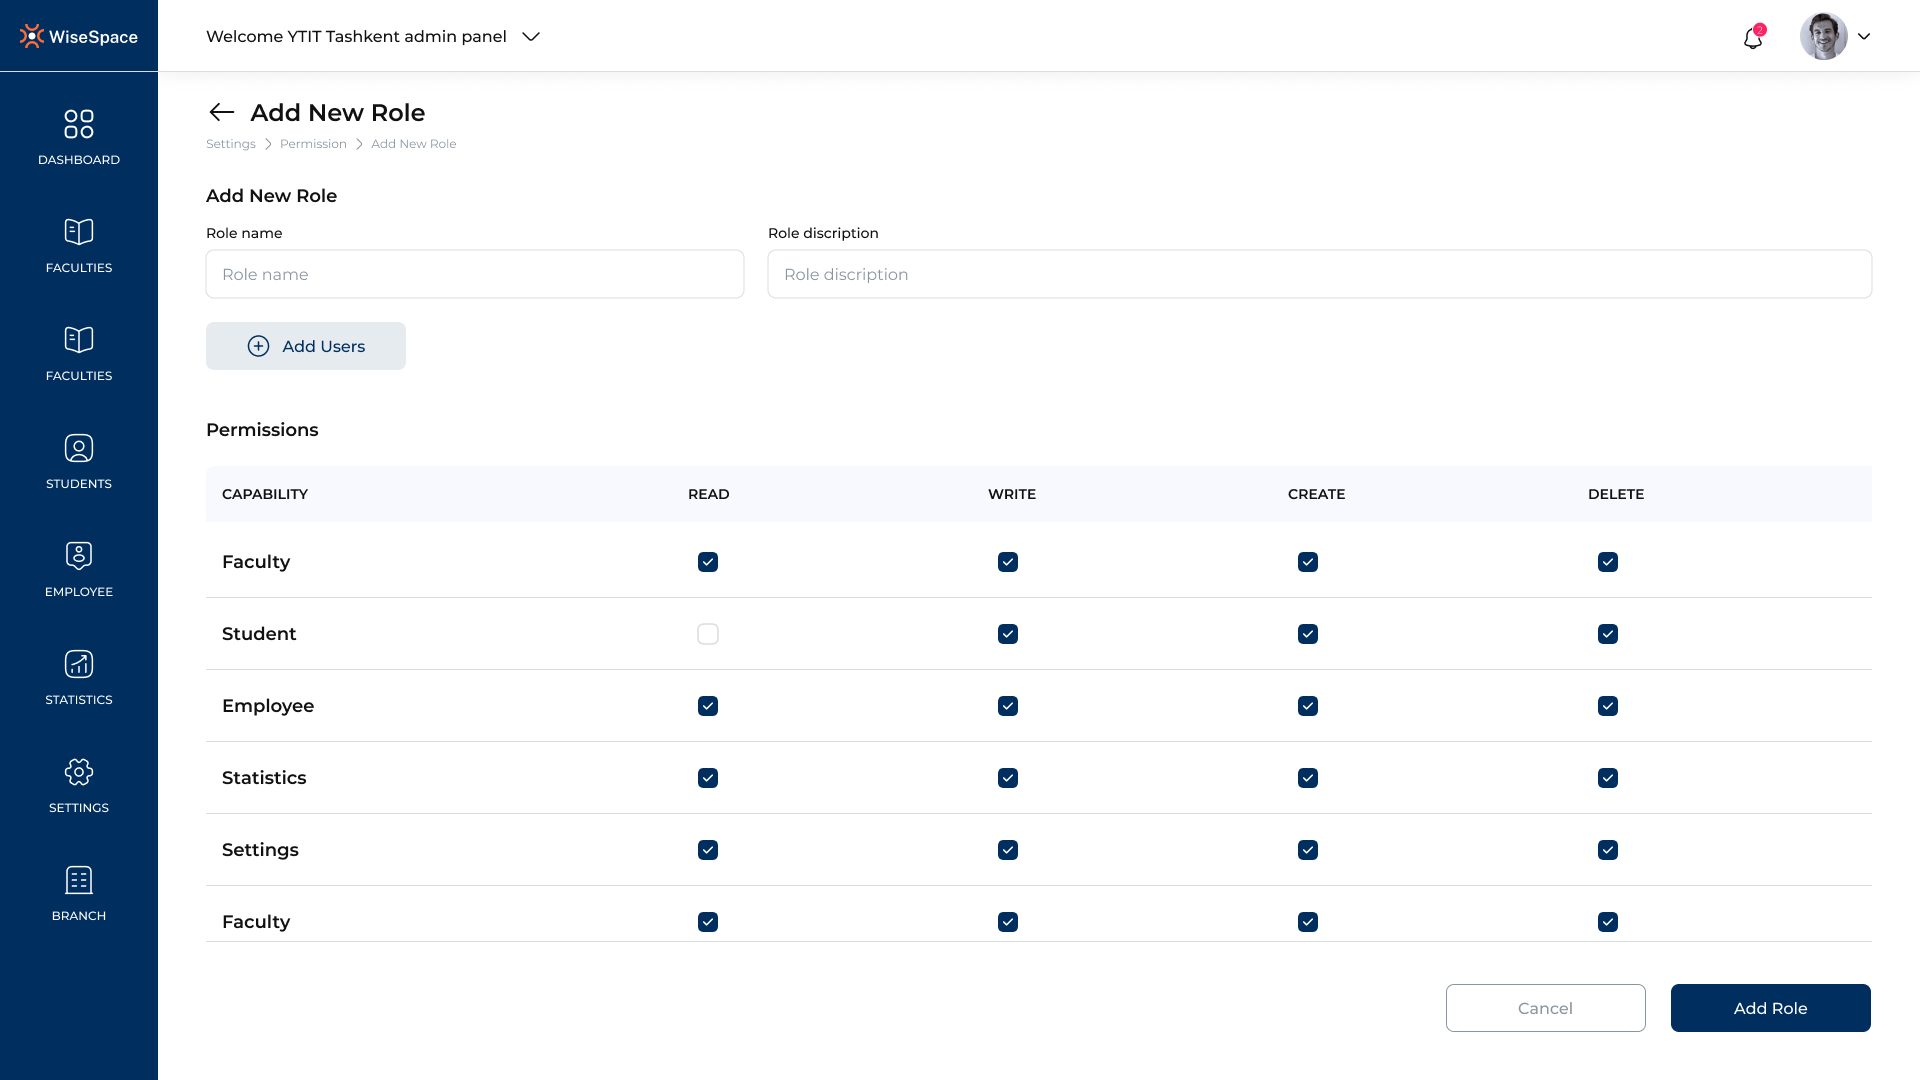 WiseSpace
Welcome YTIT Tashkent admin panel
2
DASHBOARD
FACULTIES
FACULTIES
STUDENTS
EMPLOYEE
STATISTICS
SETTINGS
BRANCH
Add New Role
Settings Permission Add New Role
Add New Role
Role name Role discription
Role name Role discription
Add Users
Permissions
CAPABILITY READ WRITE CREATE DELETE
Faculty
Student
Employee
Statistics
Settings
Faculty
Cancel Add Role